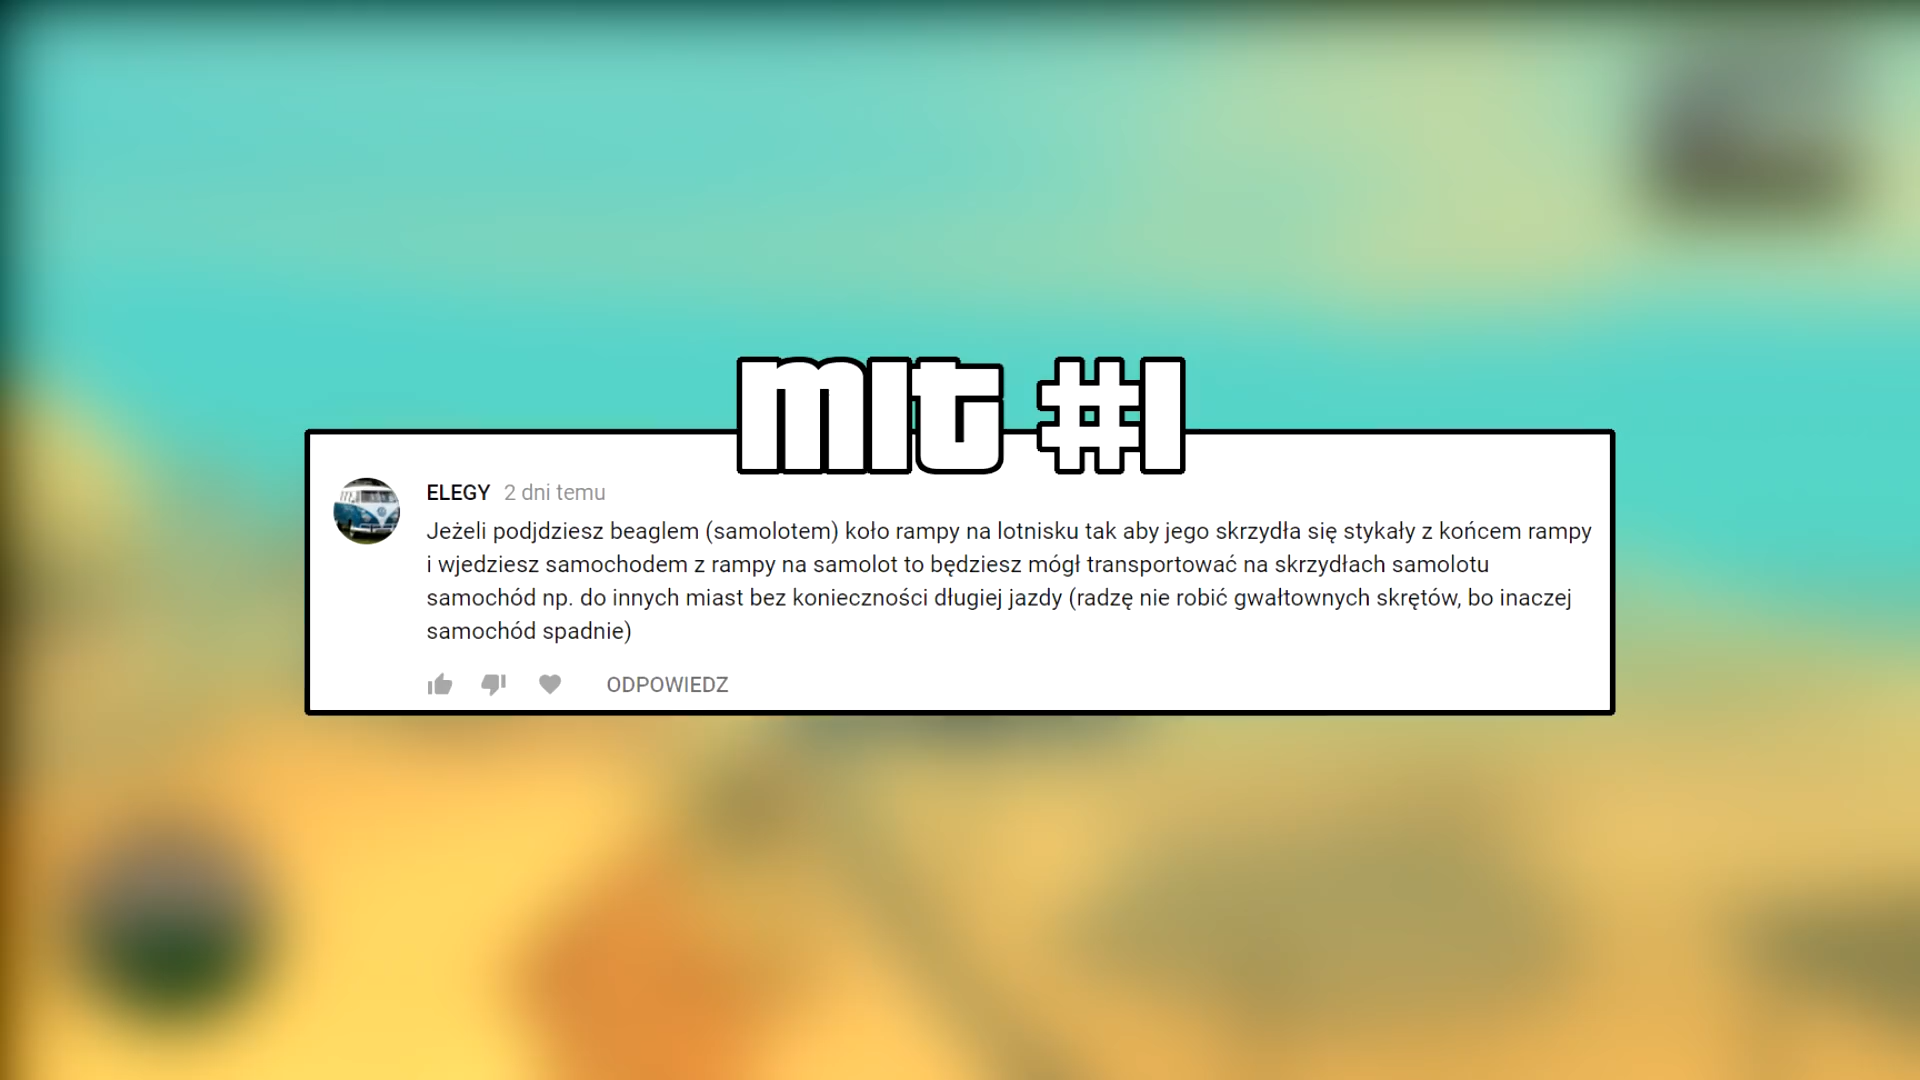 MIT #1
ELEGY 2 dni temu
Jeżeli podjdziesz beaglem (samolotem) koło rampy na lotnisku tak aby jego skrzydła się stykały z końcem rampy
i wjedziesz samochodem z rampy na samolot to będziesz mógł transportować na skrzydłach samolotu
samochód np. do innych miast bez konieczności długiej jazdy (radzę nie robić gwałtownych skrętów, bo inaczej
samochód spadnie)
ODPOWIEDZ